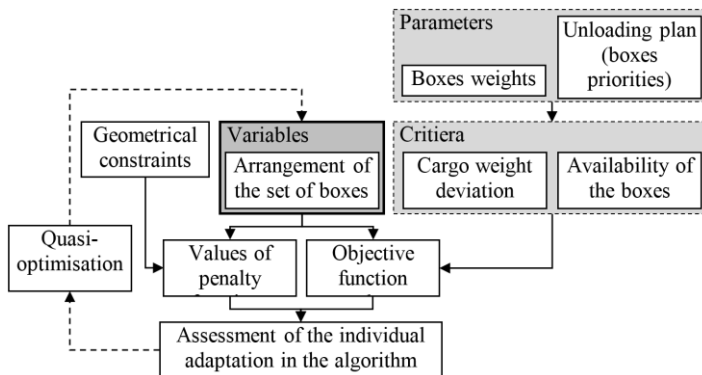 Parameters
Unloading plan
(boxes
priorities)
Boxes weights
Geometrical
constraints
Variables
Arrangement of
the set of boxes
Critiera
Cargo weight
deviation
Availability of
the boxes
Quasi-
optimisation
Values of
penalty
Objective
function
Assessment of the individual
adaptation in the algorithm